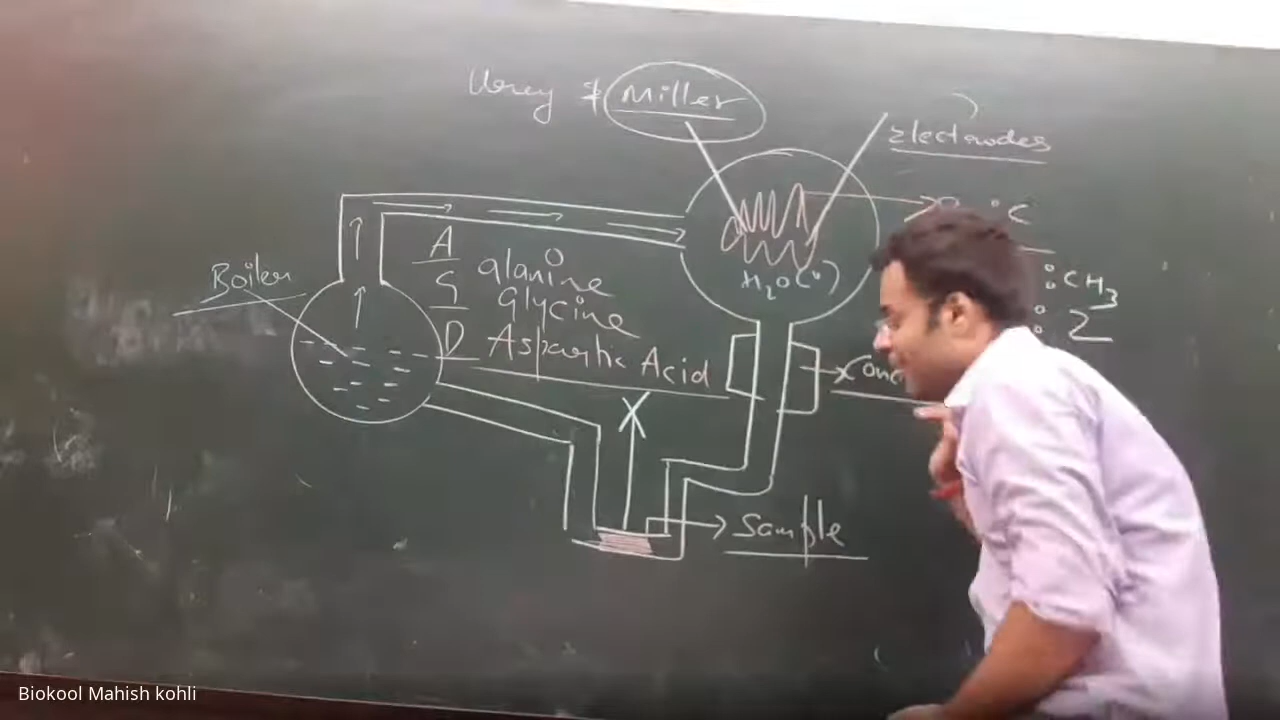 Urey & Miller
Electrodes
°C
Boiler
A alanine
G Glycine
D Aspartic Acid
H₂O(v)
: CH₃
: 2
Sample
Biokool Mahish kohli